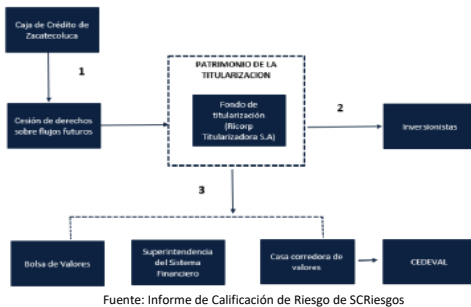 Caja de Crédito de
Zacatecoluca
1
PATRIMONIO DE LA
TITULARIZACION
Cesión de derechos
sobre flujos futuros
Fondo de
titularización
(Ricorp
Titularizadora S.A)
2
Inversionistas
3
Bolsa de Valores
Superintendencia
del Sistema
Financiero
Casa corredora de
valores
CEDEVAL
Fuente: Informe de Calificación de Riesgo de SCRiesgos